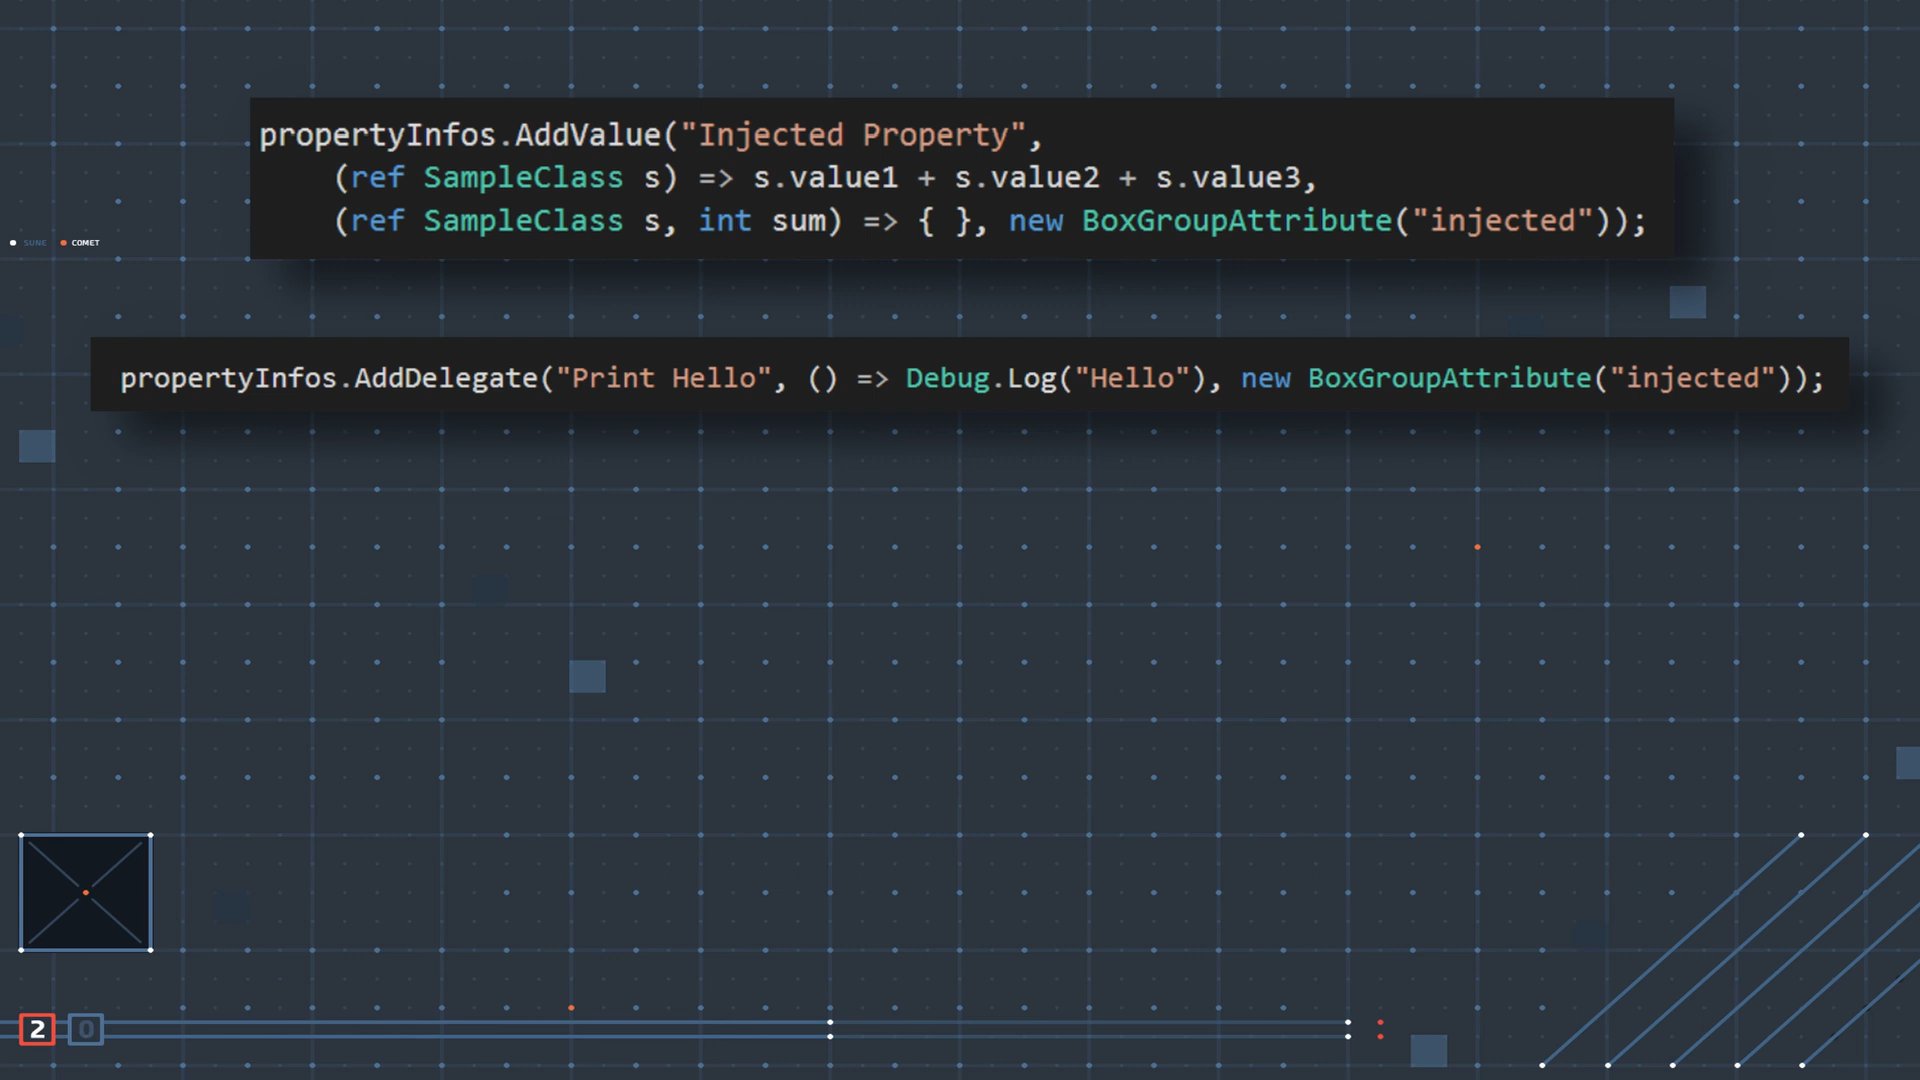 propertyInfos.AddValue("Injected Property",
(ref SampleClass s) => s.value1 + s.value2 + s.value3,
(ref SampleClass s, int sum) => { }, new BoxGroupAttribute("injected"));
SUNE COMET
propertyInfos.AddDelegate("Print Hello", () => Debug.Log("Hello"), new BoxGroupAttribute("injected"));
2 0